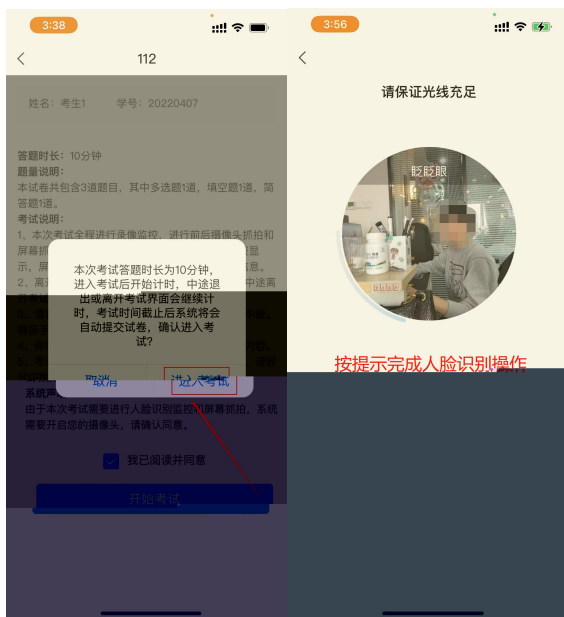 3:38
112
姓名：考生1 学号：20220407
答题时长：10分钟
题量说明：
本试卷共包含3道题目，其中多选题1道，填空题1道，简
答题1道。
考试说明：
1、本次考试全程进行录像监控，进行前后摄像头抓拍和
屏幕抓
示，屏
2、离开
中途离
本次考试答题时长为10分钟，
进入考试后开始计时，中途退
出或离开考试界面会继续计
时，考试时间截止后系统将会
自动提交试卷，确认进入考
试？
取消 进入考试
系统声
由于本次考试需要进行人脸识别监控和屏幕抓拍，系统
需要开启您的摄像头，请确认同意。
我已阅读并同意
开始考试
3:56
请保证光线充足
眨眨眼
按提示完成人脸识别操作